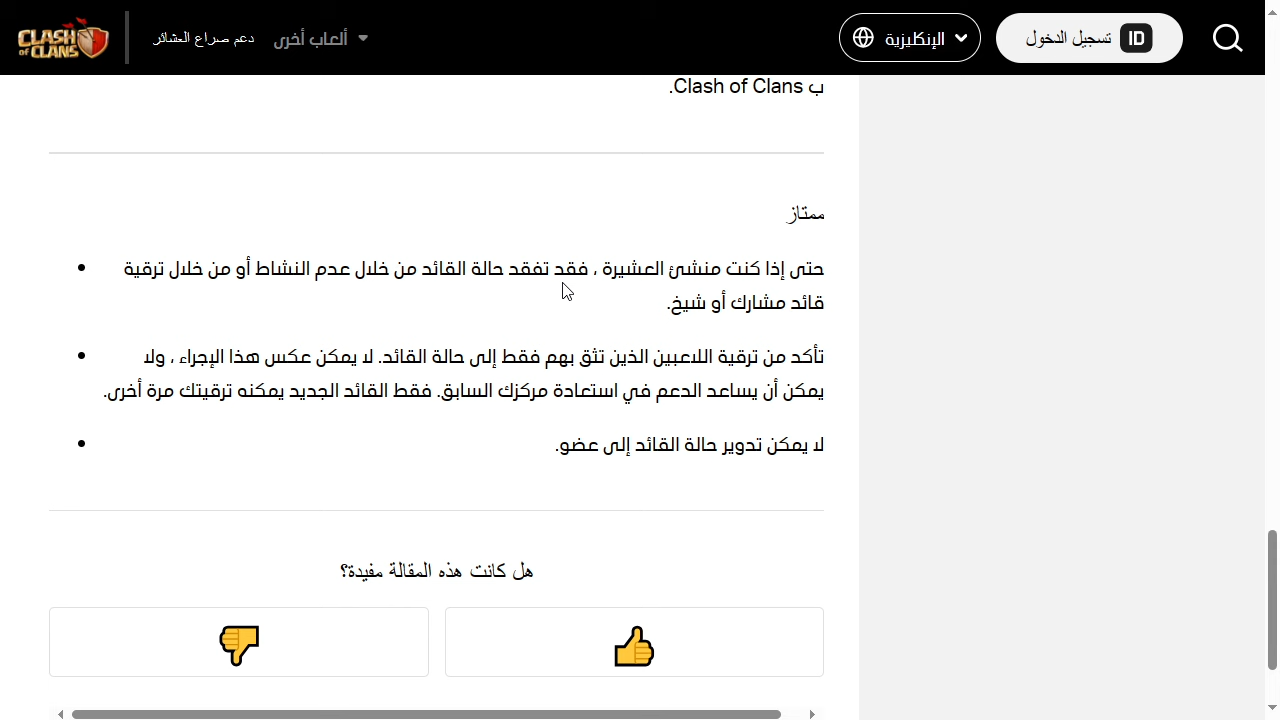 CLASH
of CLANS
دعم صراع العشائر
ألعاب أخرى
الإنكليزية
تسجيل الدخول
ID
ب Clash of Clans.
ممتاز
حتى إذا كنت منشئ العشيرة ، فقد تفقد حالة القائد من خلال عدم النشاط أو من خلال ترقية
قائد مشارك أو شيخ.
تأكد من ترقية اللاعبين الذين تثق بهم فقط إلى حالة القائد. لا يمكن عكس هذا الإجراء ، ولا
يمكن أن يساعد الدعم في استعادة مركزك السابق. فقط القائد الجديد يمكنه ترقيتك مرة أخرى.
لا يمكن تدوير حالة القائد إلى عضو.
هل كانت هذه المقالة مفيدة؟